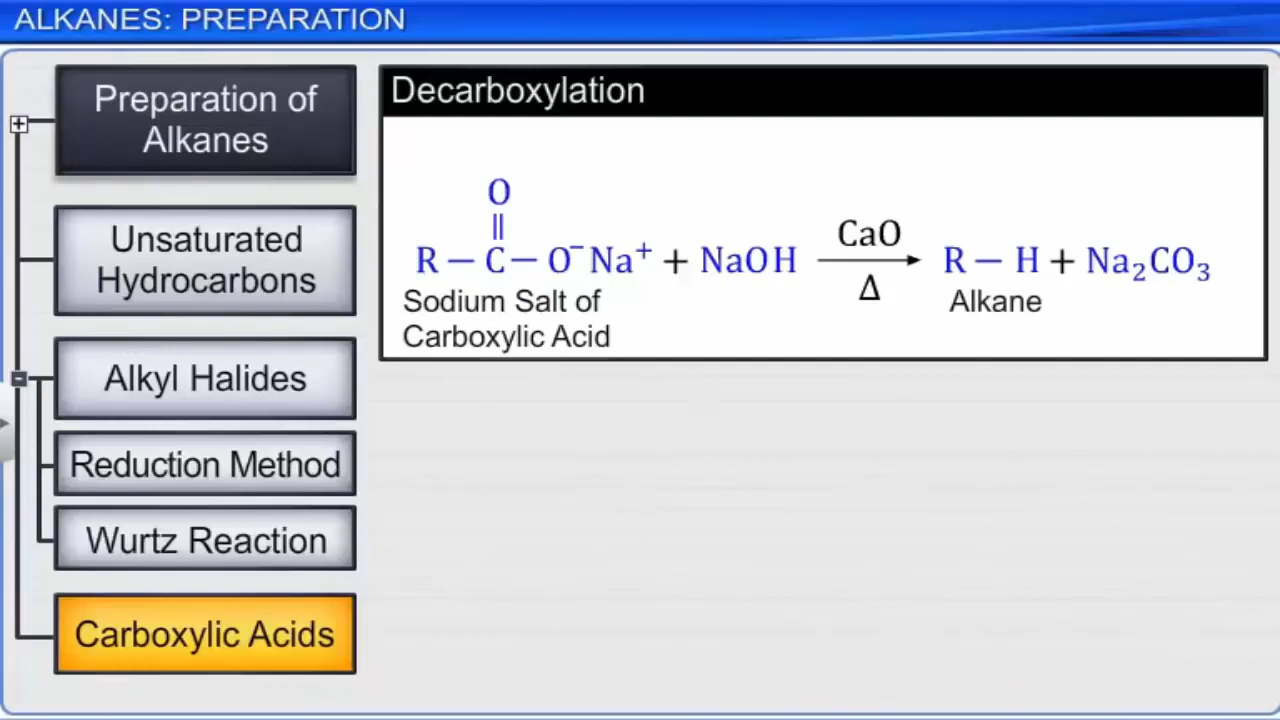 ALKANES: PREPARATION
Preparation of
Alkanes
Unsaturated
Hydrocarbons
Alkyl Halides
Reduction Method
Wurtz Reaction
Carboxylic Acids
Decarboxylation
O
||
R — C — O⁻ Na⁺ + NaOH CaO Δ R — H + Na₂CO₃
Sodium Salt of
Carboxylic Acid
Alkane